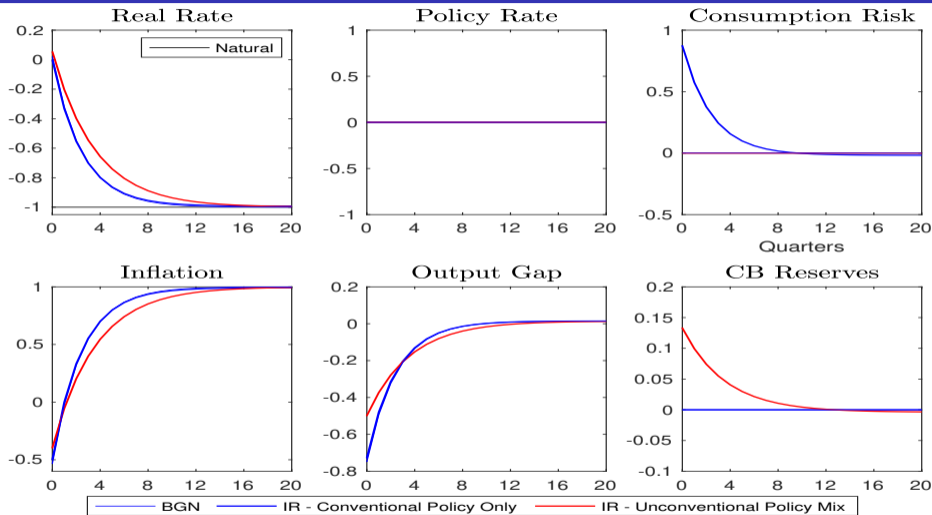 Real Rate
Policy Rate
Consumption Risk
0.2
0
-0.2
-0.4
-0.6
-0.8
-1
Natural
0 4 8 12 16 20
1
0.5
0
-0.5
-1
0 4 8 12 16 20
1
0.5
0
-0.5
0 4 8 12 16 20
Quarters
Inflation
Output Gap
CB Reserves
1
0.5
0
-0.5
0 4 8 12 16 20
0.2
0
-0.2
-0.4
-0.6
-0.8
0 4 8 12 16 20
0.2
0.15
0.1
0.05
0
-0.05
-0.1
0 4 8 12 16 20
BGN IR - Conventional Policy Only IR - Unconventional Policy Mix